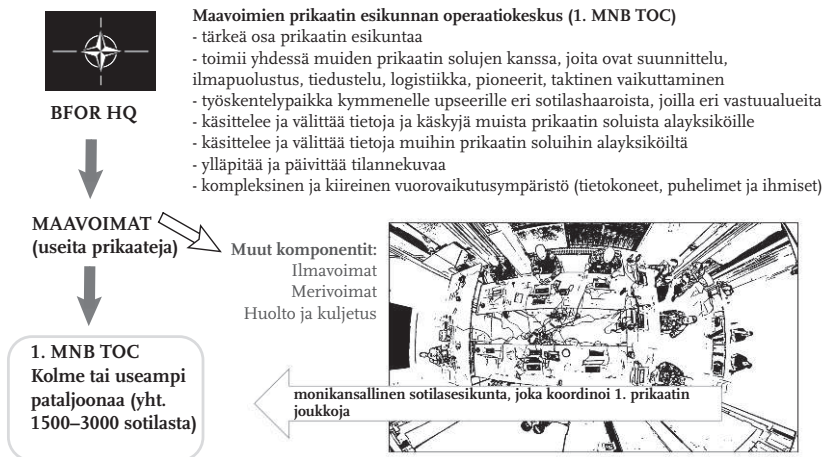 Maavoimien prikaatin esikunnan operaatiokeskus (1. MNB TOC)
- tärkeä osa prikaatin esikuntaa
- toimii yhdessä muiden prikaatin solujen kanssa, joita ovat suunnittelu,
ilmapuolustus, tiedustelu, logistiikka, pioneerit, taktinen vaikuttaminen
- työskentelypaikka kymmenelle upseerille eri sotilashaaroista, joilla eri vastuualueita
- käsittelee ja välittää tietoja ja käskyjä muista prikaatin soluista alayksiköille
- käsittelee ja välittää tietoja muihin prikaatin soluihin alayksiköiltä
- ylläpitää ja päivittää tilannekuvaa
- kompleksinen ja kiireinen vuorovaikutusympäristö (tietokoneet, puhelimet ja ihmiset)
BFOR HQ
MAAVOIMAT
(useita prikaateja)
Muut komponentit:
Ilmavoimat
Merivoimat
Huolto ja kuljetus
1. MNB TOC
Kolme tai useampi
pataljoonaa (yht.
1500–3000 sotilasta)
monikansallinen sotilasesikunta, joka koordinoi 1. prikaatin
joukkoja